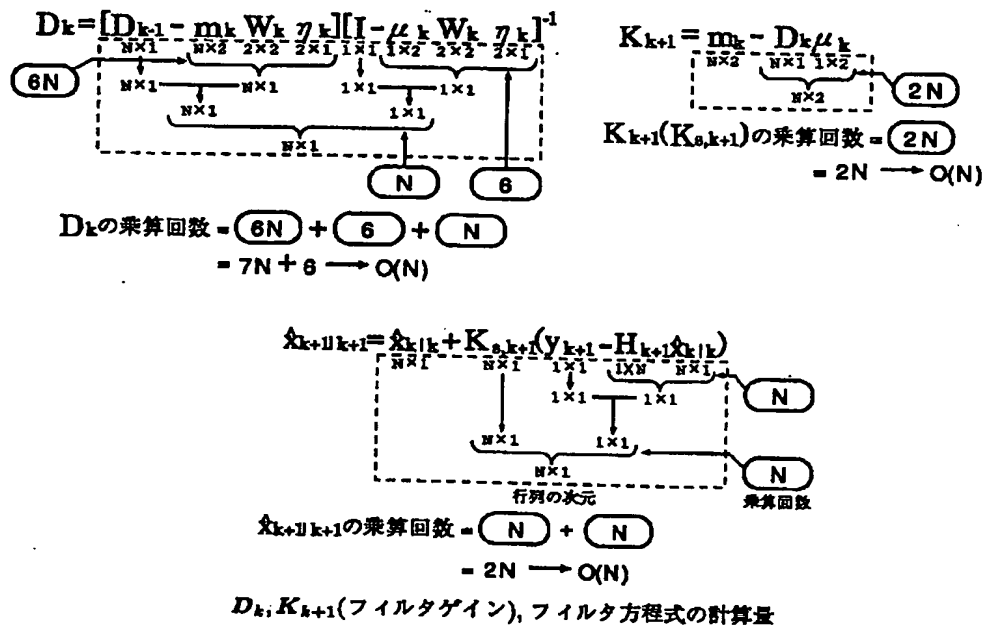 Dₖ=[Dₖ₋₁ - mₖ Wₖ ηₖ][I - μₖ Wₖ ηₖ]⁻¹
N×1 N×2 2×2 2×1 1×1 1×2 2×2 2×1
6N
N×1 N×1 1×1 1×1
N×1 1×1
N×1
N 6
Dₖの乗算回数 = 6N + 6 + N
= 7N + 6 → O(N)
Kₖ₊₁ = mₖ - Dₖμₖ
N×2 N×1 1×2
N×2
2N
Kₖ₊₁(Kₛ,ₖ₊₁)の乗算回数 = 2N
= 2N → O(N)
x̂ₖ₊₁|ₖ₊₁ = x̂ₖ|ₖ + Kₛ,ₖ₊₁(yₖ₊₁ - Hₖ₊₁x̂ₖ|ₖ)
N×1 N×1 1×1 1×N N×1
N
1×1 1×1
N×1 1×1
N×1
N
行列の次元 乗算回数
x̂ₖ₊₁|ₖ₊₁の乗算回数 = N + N
= 2N → O(N)
Dₖ, Kₖ₊₁(フィルタゲイン), フィルタ方程式の計算量